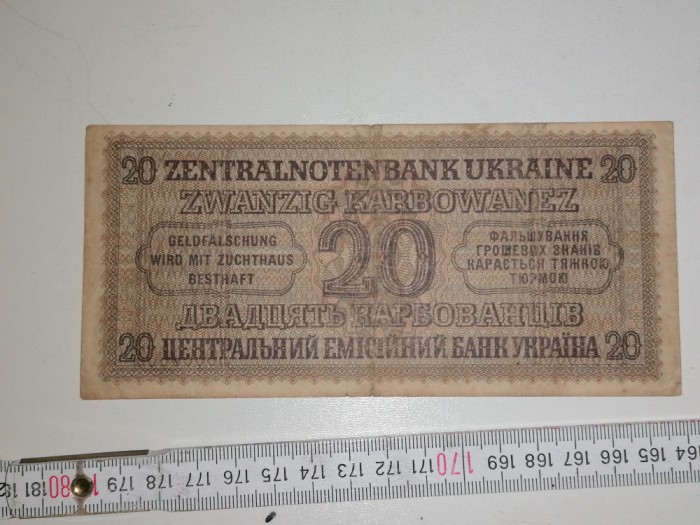 20 ZENTRALNOTENBANK UKRAINE 20
ZWANZIG KARBOWANEZ
GELDFÄLSCHUNG
WIRD MIT ZUCHTHAUS
BESTRAFT
20
ФАЛЬШУВАННЯ
ГРОШЕВИХ ЗНАКІВ
КАРАЄТЬСЯ ТЯЖКОЮ
ТЮРМОЮ
ДВАДЦЯТЬ КАРБОВАНЦІВ
20 ЦЕНТРАЛЬНИЙ ЕМІСІЙНИЙ БАНК УКРАЇНА 20
181 180 179 178 177 176 175 174 173 172 171 170 169 168 167 166 165 164